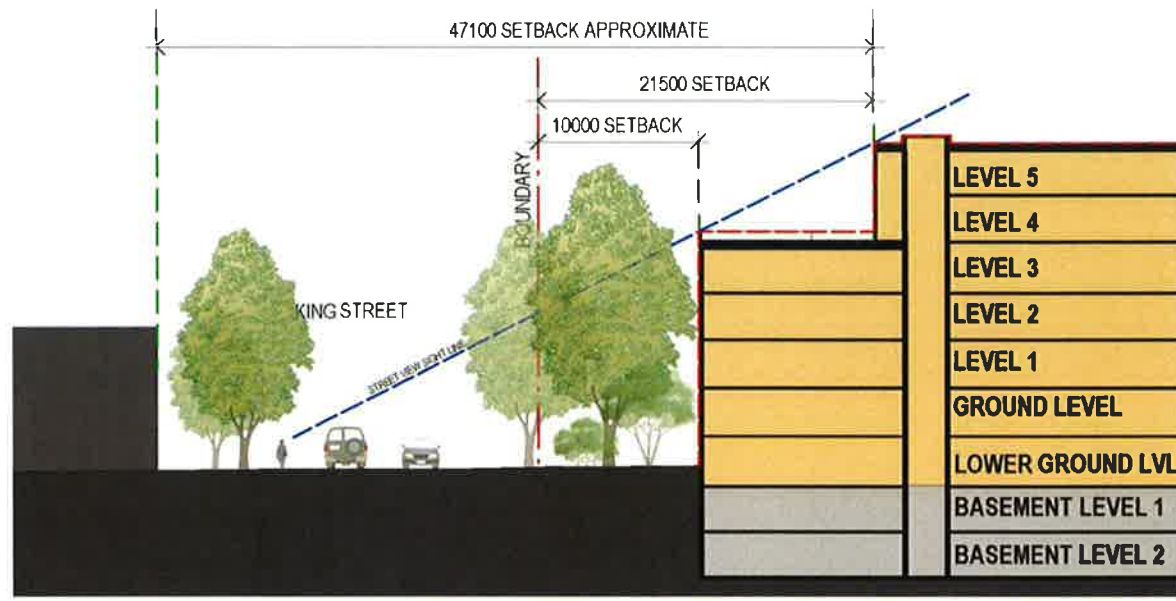 47100 SETBACK APPROXIMATE
21500 SETBACK
10000 SETBACK
BOUNDARY
KING STREET
STREET VIEW SIGHT LINE
LEVEL 5
LEVEL 4
LEVEL 3
LEVEL 2
LEVEL 1
GROUND LEVEL
LOWER GROUND LVL
BASEMENT LEVEL 1
BASEMENT LEVEL 2